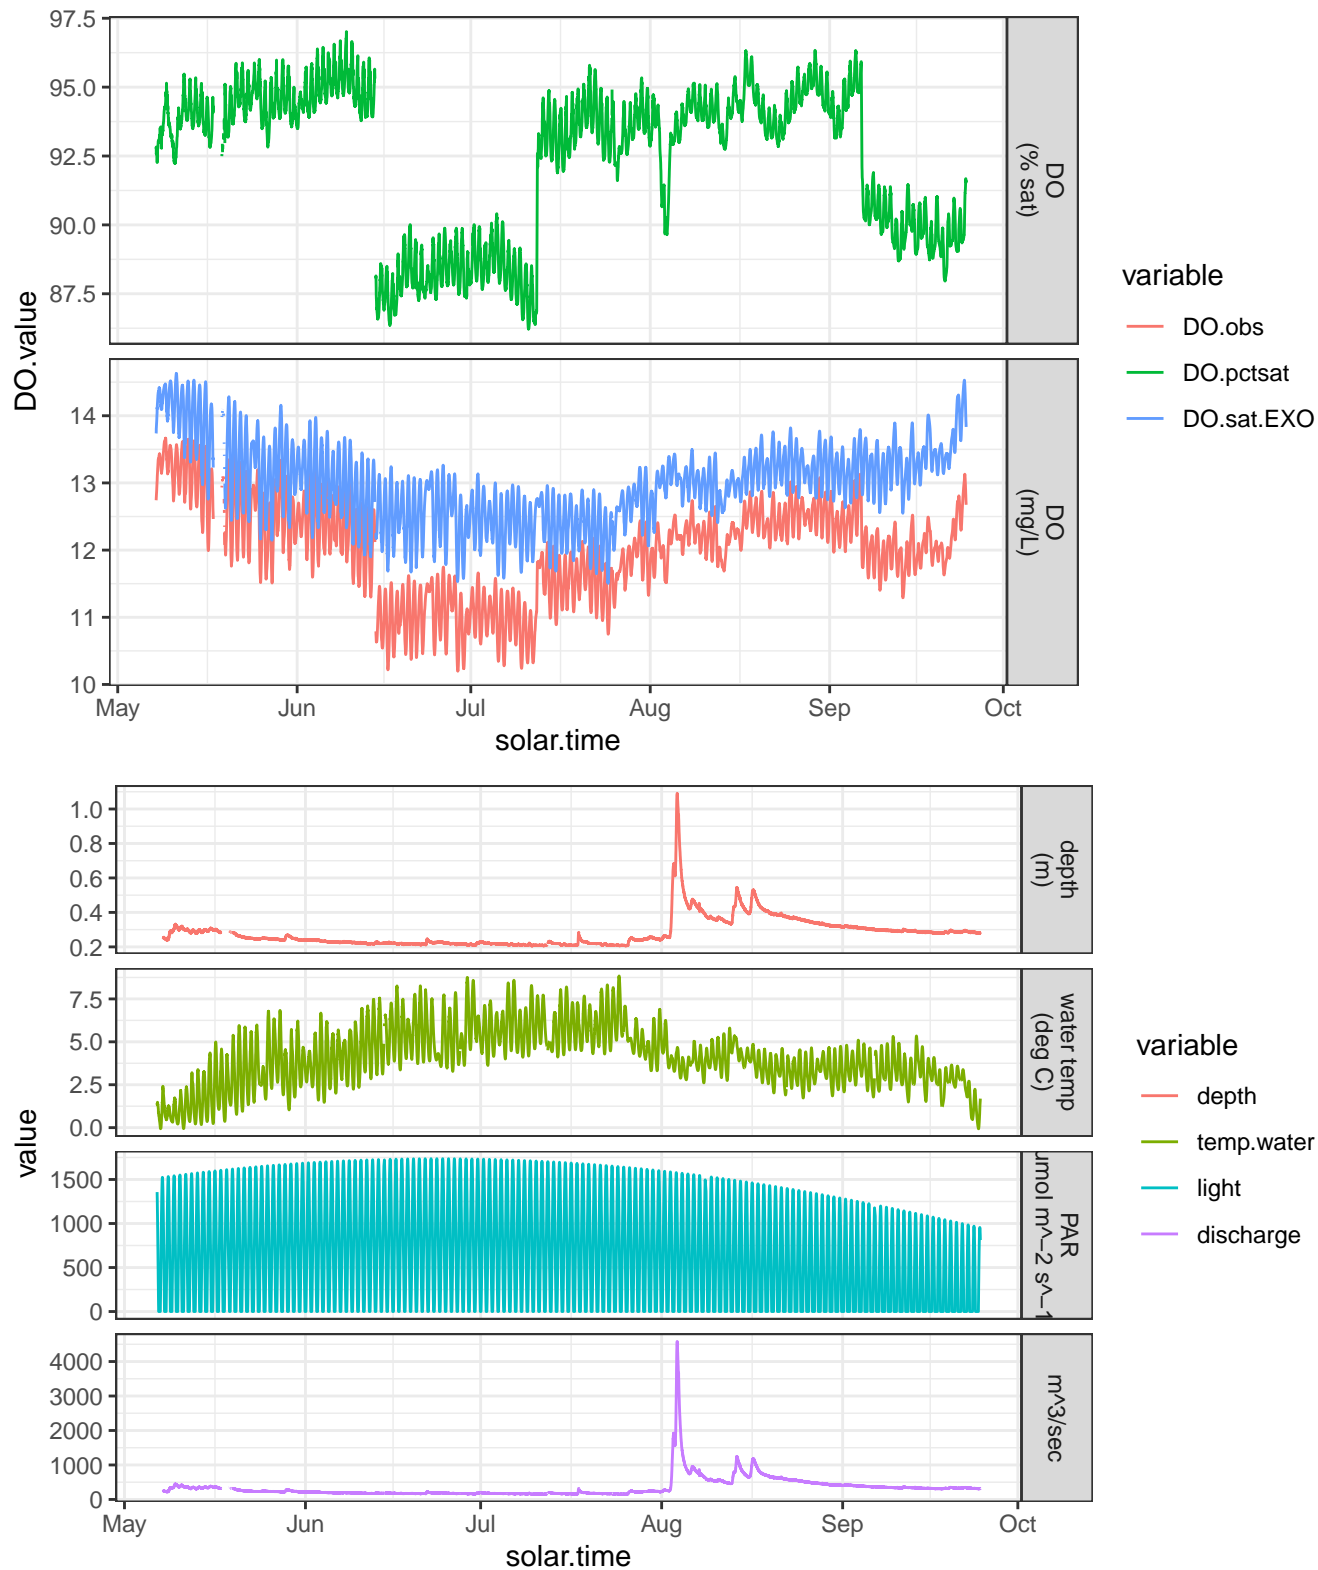 97.5
95.0
92.5
90.0
87.5
DO
(% sat)
14
13
12
11
10
DO
(mg/L)
DO.value
May Jun Jul Aug Sep Oct
solar.time
variable
DO.obs
DO.pctsat
DO.sat.EXO
1.0
0.8
0.6
0.4
0.2
depth
(m)
7.5
5.0
2.5
0.0
water temp
(deg C)
1500
1000
500
0
PAR
umol m^-2 s^-1
4000
3000
2000
1000
0
m^3/sec
value
May Jun Jul Aug Sep Oct
solar.time
variable
depth
temp.water
light
discharge